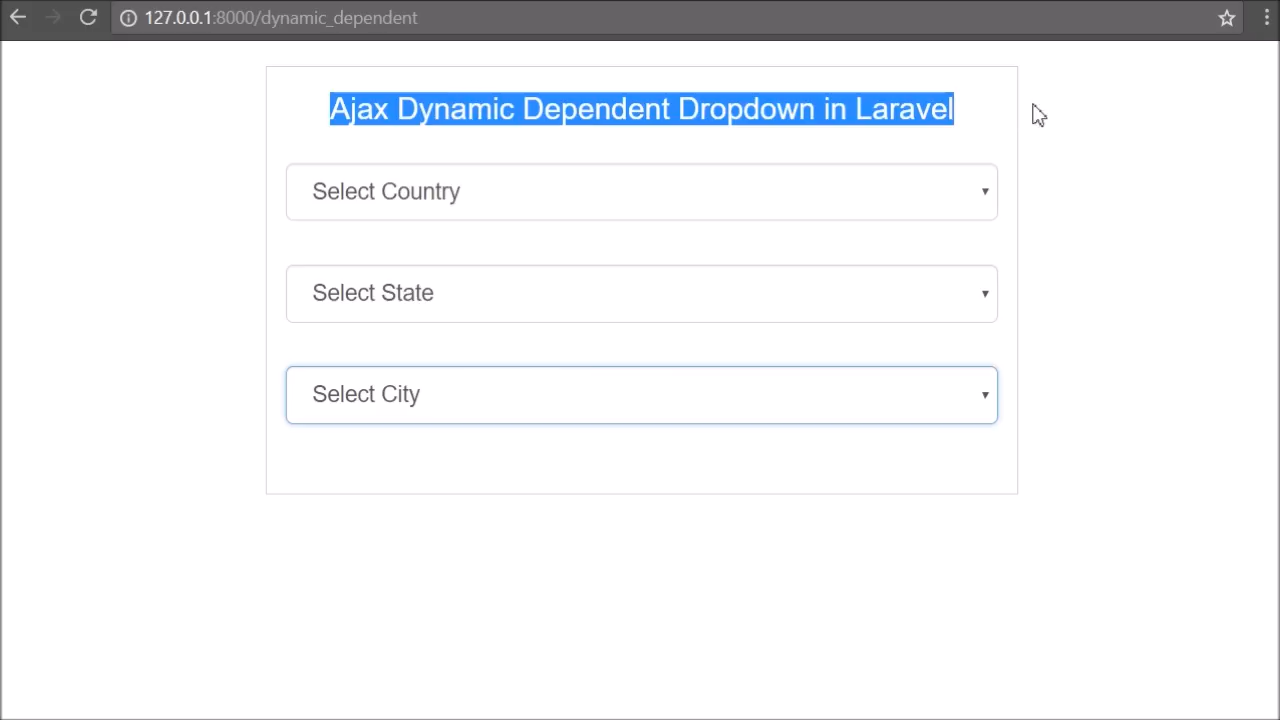 127.0.0.1:8000/dynamic_dependent
Ajax Dynamic Dependent Dropdown in Laravel
Select Country
Select State
Select City